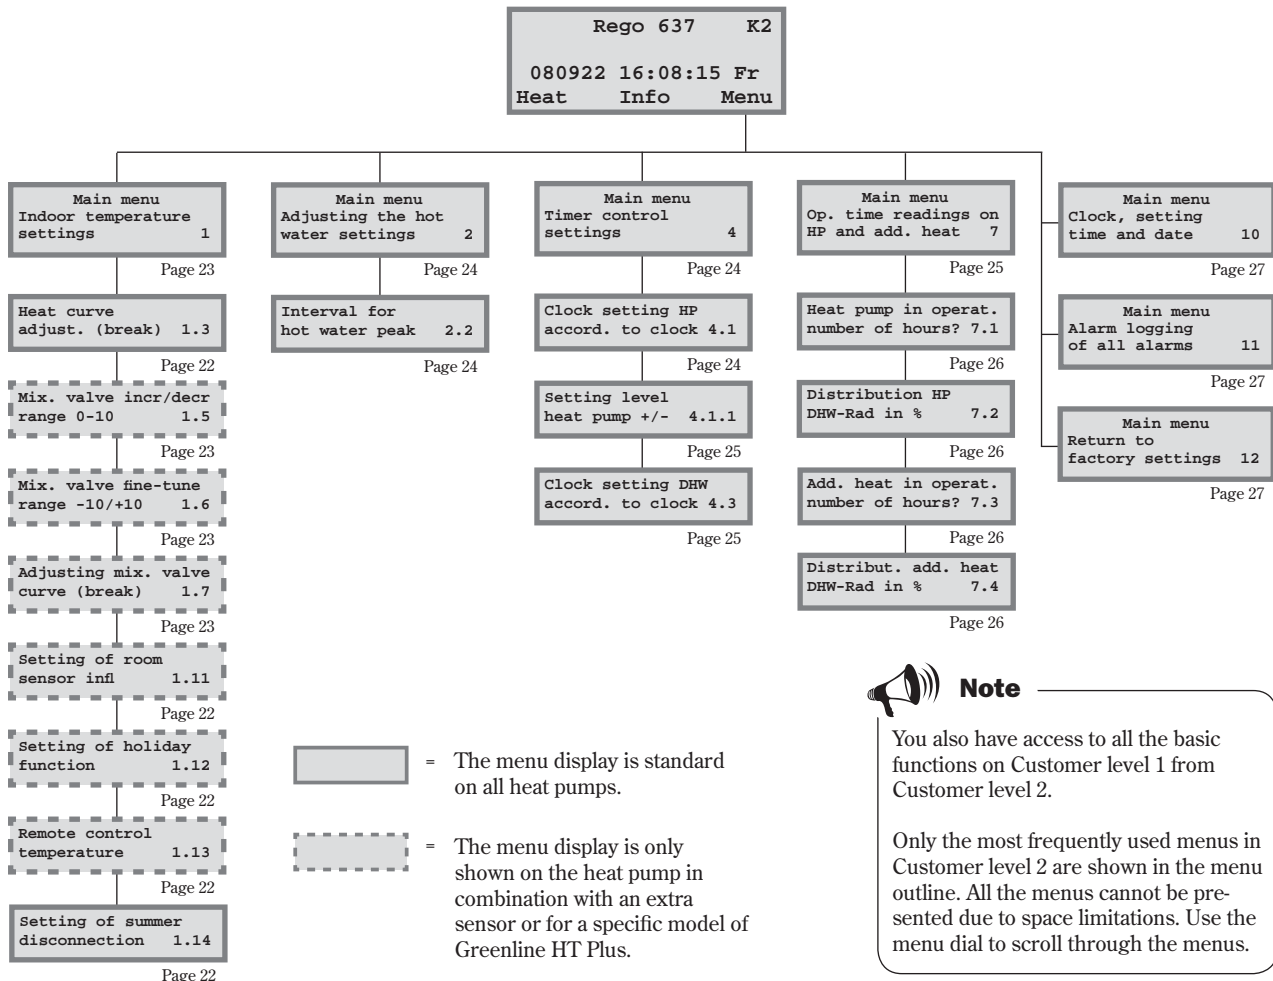 Rego 637 K2
080922 16:08:15 Fr
Heat Info Menu
Main menu
Indoor temperature
settings 1
Page 23
Heat curve
adjust. (break) 1.3
Page 22
Mix. valve incr/decr
range 0-10 1.5
Page 23
Mix. valve fine-tune
range -10/+10 1.6
Page 23
Adjusting mix. valve
curve (break) 1.7
Page 23
Setting of room
sensor infl 1.11
Page 22
Setting of holiday
function 1.12
Page 22
Remote control
temperature 1.13
Page 22
Setting of summer
disconnection 1.14
Page 22
Main menu
Adjusting the hot
water settings 2
Page 24
Interval for
hot water peak 2.2
Page 24
Main menu
Timer control
settings 4
Page 24
Clock setting HP
accord. to clock 4.1
Page 24
Setting level
heat pump +/- 4.1.1
Page 25
Clock setting DHW
accord. to clock 4.3
Page 25
Main menu
Op. time readings on
HP and add. heat 7
Page 25
Heat pump in operat.
number of hours? 7.1
Page 26
Distribution HP
DHW-Rad in % 7.2
Page 26
Add. heat in operat.
number of hours? 7.3
Page 26
Distribut. add. heat
DHW-Rad in % 7.4
Page 26
Main menu
Clock, setting
time and date 10
Page 27
Main menu
Alarm logging
of all alarms 11
Page 27
Main menu
Return to
factory settings 12
Page 27
= The menu display is standard
on all heat pumps.
= The menu display is only
shown on the heat pump in
combination with an extra
sensor or for a specific model of
Greenline HT Plus.
Note
You also have access to all the basic
functions on Customer level 1 from
Customer level 2.
Only the most frequently used menus in
Customer level 2 are shown in the menu
outline. All the menus cannot be pre-
sented due to space limitations. Use the
menu dial to scroll through the menus.